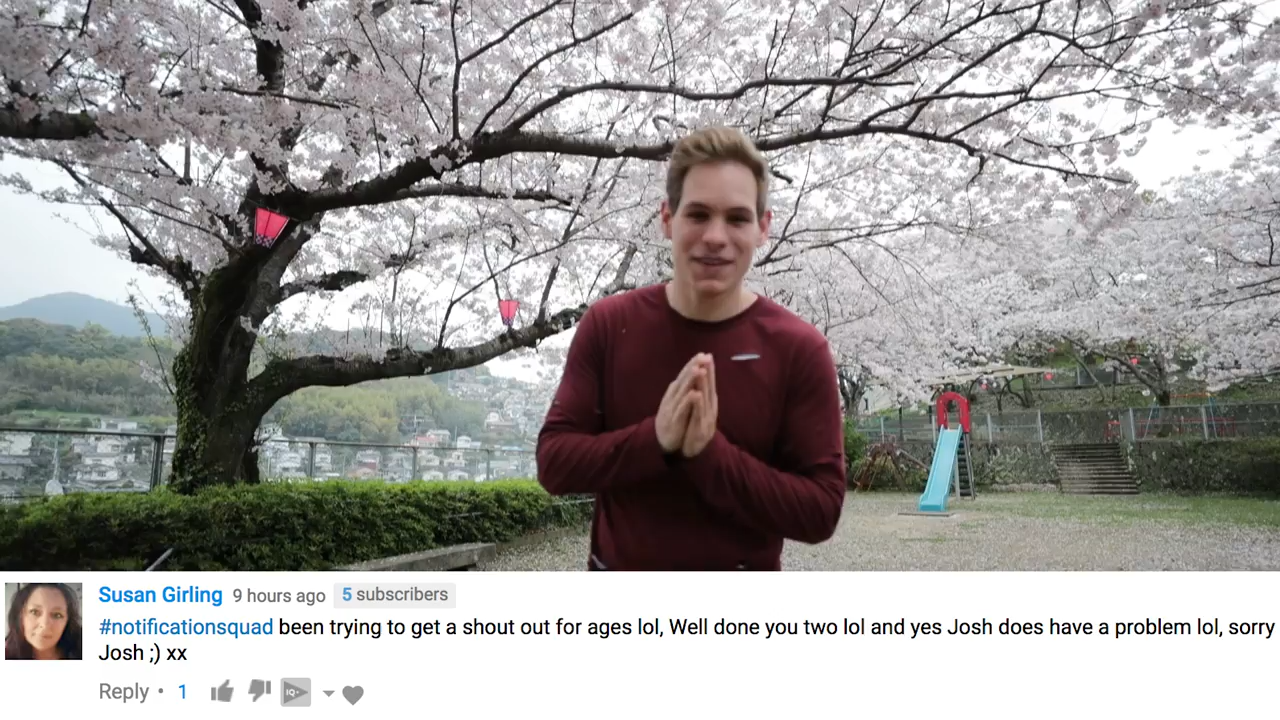 Susan Girling 9 hours ago 5 subscribers
#notificationsquad been trying to get a shout out for ages lol, Well done you two lol and yes Josh does have a problem lol, sorry
Josh ;) xx
Reply • 1 IQ